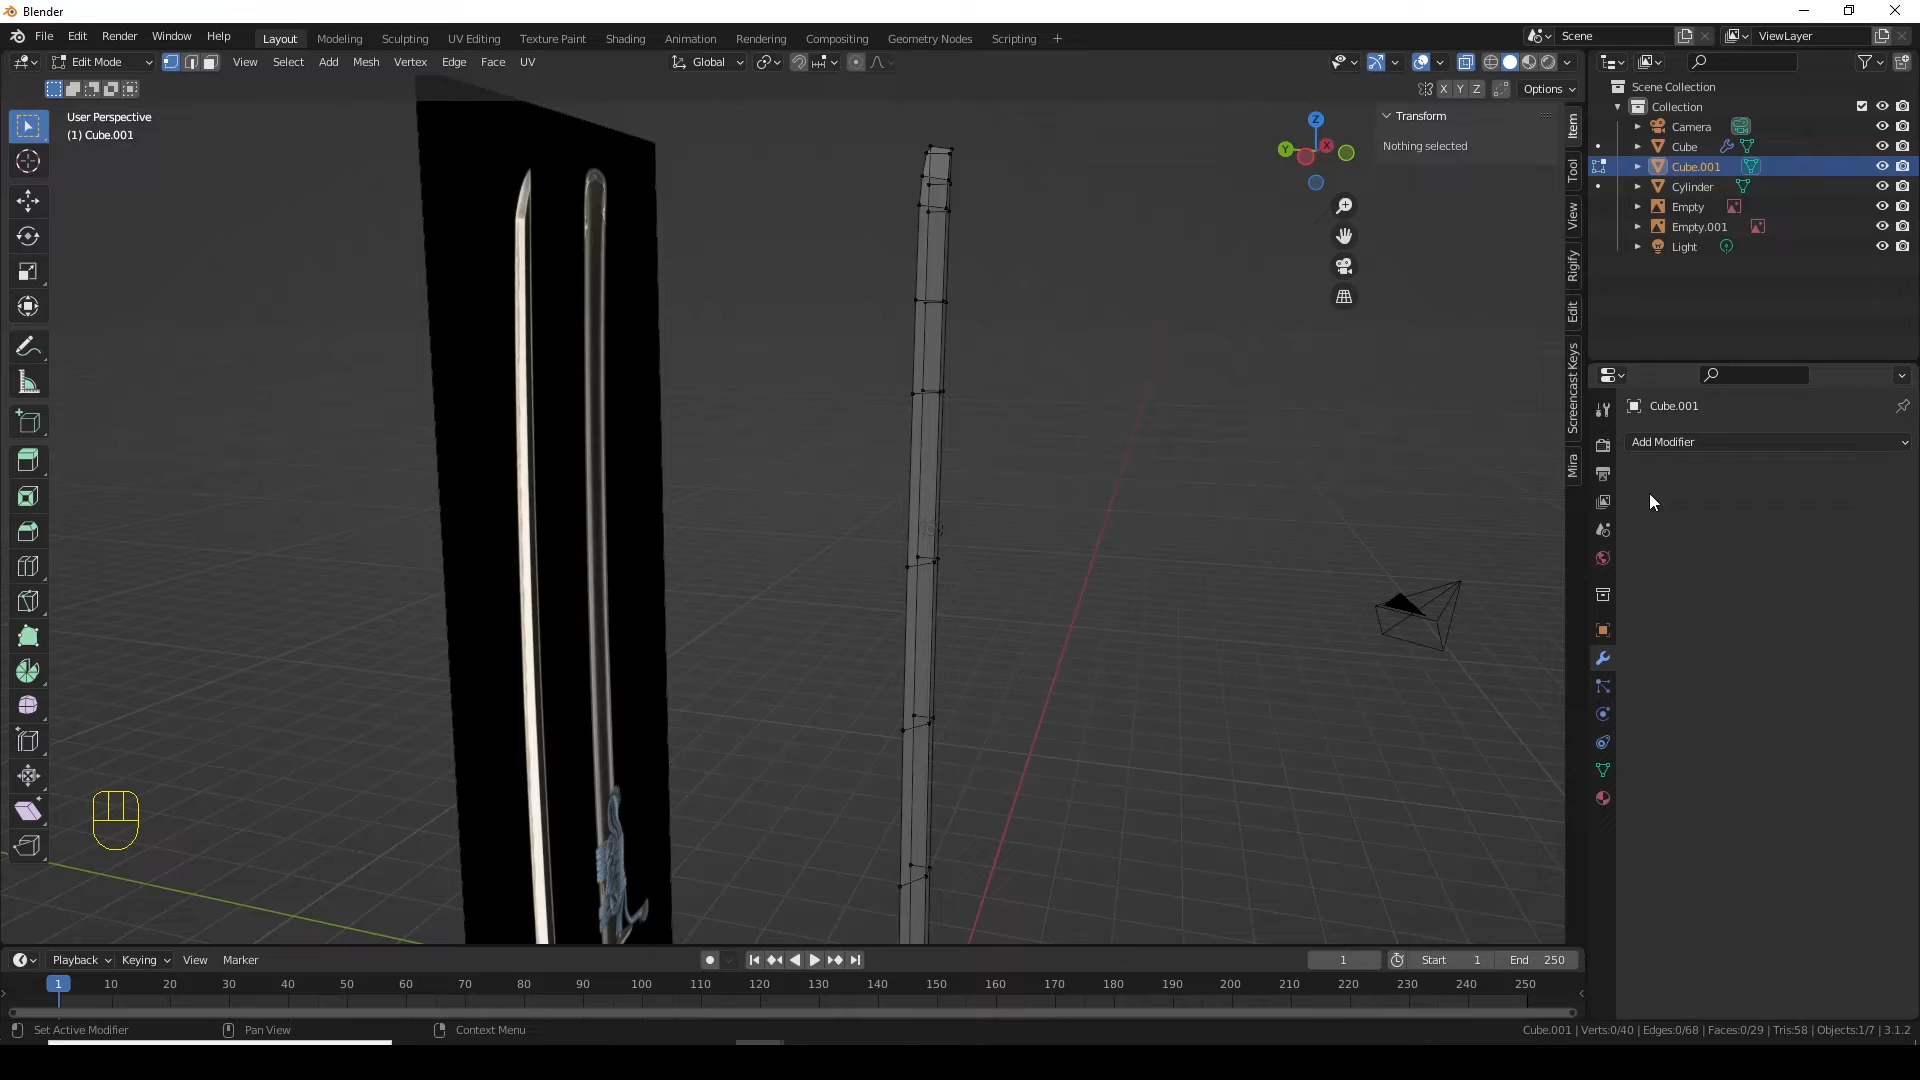 Blender
File Edit Render Window Help Layout Modeling Sculpting UV Editing Texture Paint Shading Animation Rendering Compositing Geometry Nodes Scripting Scene ViewLayer
Edit Mode View Select Add Mesh Vertex Edge Face UV Global
X Y Z Options
User Perspective
(1) Cube.001
Z
Y
X
Transform
Nothing selected
Item
Tool
View
Rigify
Edit
Screencast Keys
Mira
Scene Collection
Collection
Camera
Cube
Cube.001
Cylinder
Empty
Empty.001
Light
Cube.001
Add Modifier
Playback Keying View Marker 1 Start 1 End 250
1 10 20 30 40 50 60 70 80 90 100 110 120 130 140 150 160 170 180 190 200 210 220 230 240 250
Set Active Modifier Pan View Context Menu Cube.001 | Verts:0/40 | Edges:0/68 | Faces:0/29 | Tris:58 | Objects:1/7 | 3.1.2